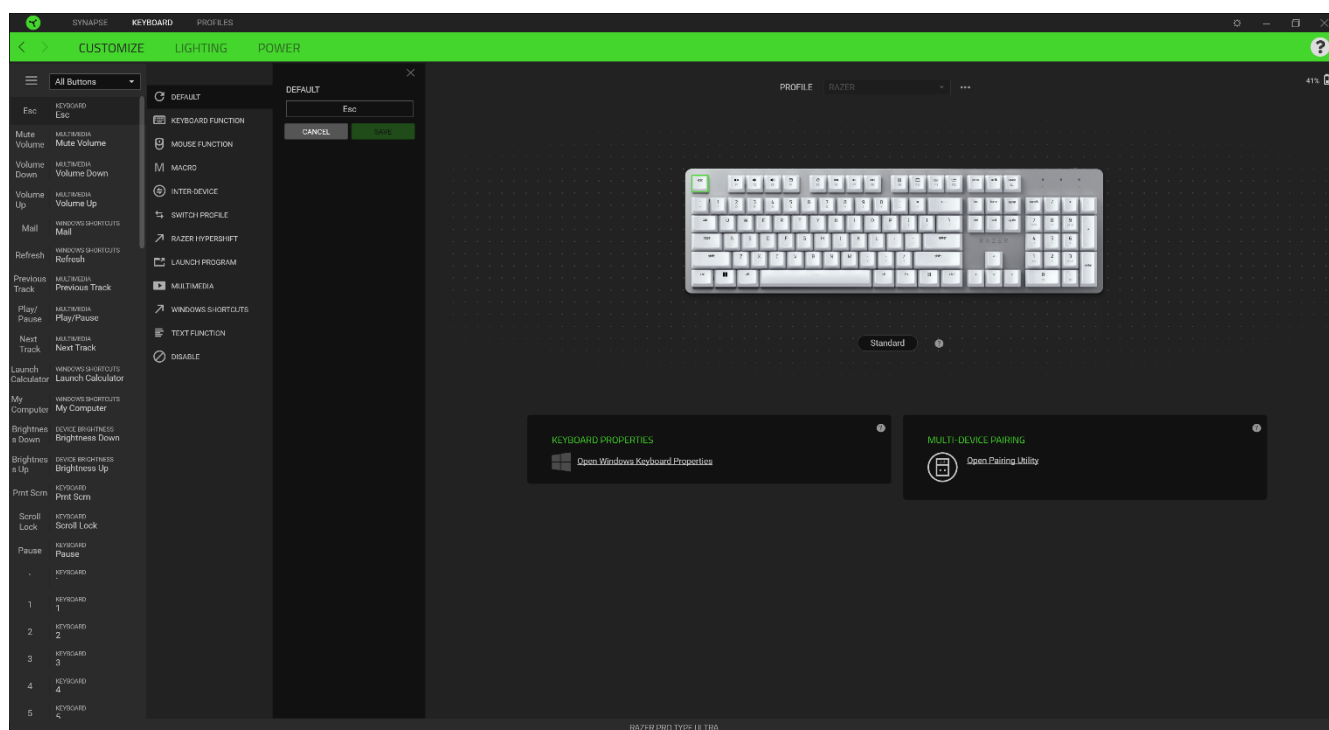 SYNAPSE KEYBOARD PROFILES
CUSTOMIZE LIGHTING POWER
All Buttons
Esc KEYBOARD
Esc
Mute Volume MULTIMEDIA
Mute Volume
Volume Down MULTIMEDIA
Volume Down
Volume Up MULTIMEDIA
Volume Up
Mail WINDOWS SHORTCUTS
Mail
Refresh WINDOWS SHORTCUTS
Refresh
Previous Track MULTIMEDIA
Previous Track
Play/Pause MULTIMEDIA
Play/Pause
Next Track MULTIMEDIA
Next Track
Launch Calculator WINDOWS SHORTCUTS
Launch Calculator
My Computer WINDOWS SHORTCUTS
My Computer
Brightness Down DEVICE BRIGHTNESS
Brightness Down
Brightness Up DEVICE BRIGHTNESS
Brightness Up
Prnt Scrn KEYBOARD
Prnt Scrn
Scroll Lock KEYBOARD
Scroll Lock
Pause KEYBOARD
Pause
` KEYBOARD
`
1 KEYBOARD
1
2 KEYBOARD
2
3 KEYBOARD
3
4 KEYBOARD
4
5 KEYBOARD
5
DEFAULT
KEYBOARD FUNCTION
MOUSE FUNCTION
MACRO
INTER-DEVICE
SWITCH PROFILE
RAZER HYPERSHIFT
LAUNCH PROGRAM
MULTIMEDIA
WINDOWS SHORTCUTS
TEXT FUNCTION
DISABLE
DEFAULT
Esc
CANCEL SAVE
PROFILE RAZER
41%
RAZER
Standard
KEYBOARD PROPERTIES
Open Windows Keyboard Properties
MULTI-DEVICE PAIRING
Open Pairing Utility
RAZER PRO TYPE ULTRA